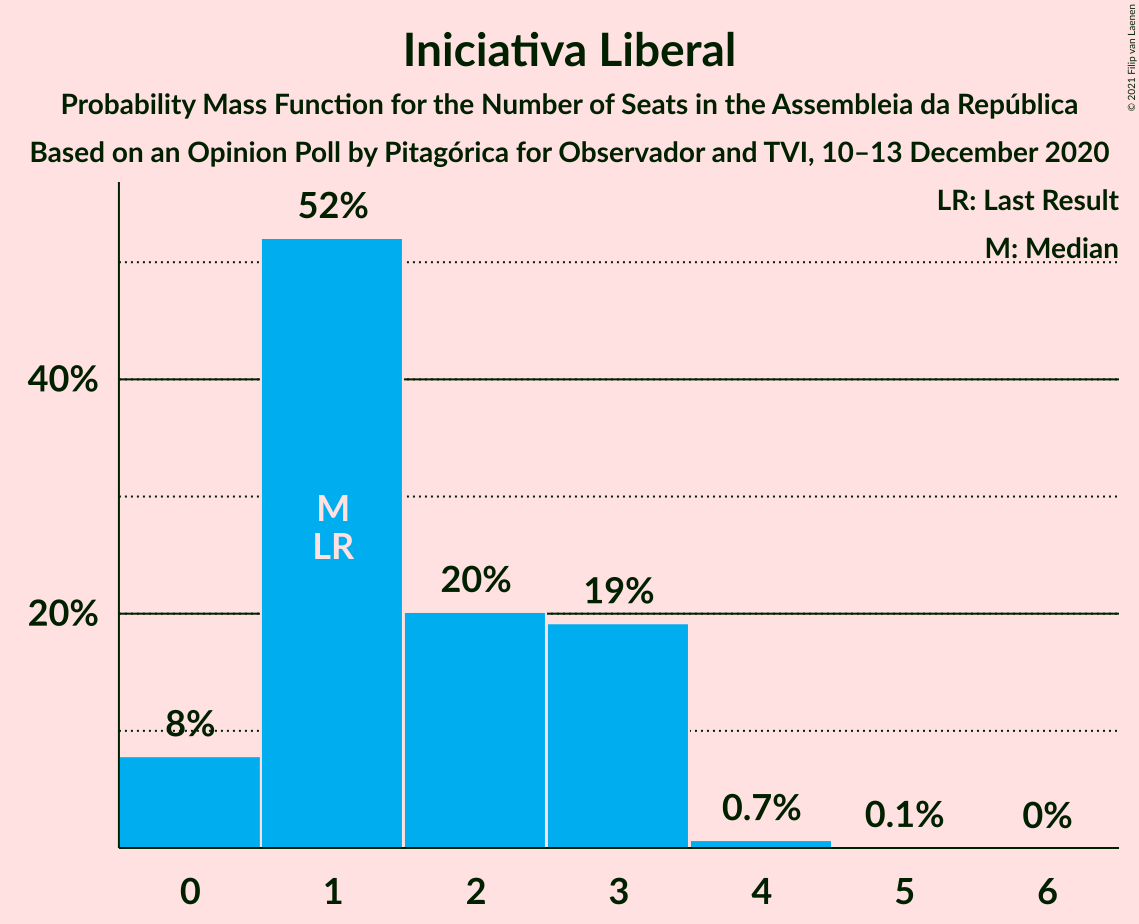 Iniciativa Liberal
Probability Mass Function for the Number of Seats in the Assembleia da República
Based on an Opinion Poll by Pitagórica for Observador and TVI, 10–13 December 2020
© 2021 Filip van Laenen
LR: Last Result
M: Median
52%
40%
M
LR
20%
20%
19%
8%
0.7%
0.1%
0%
0 1 2 3 4 5 6